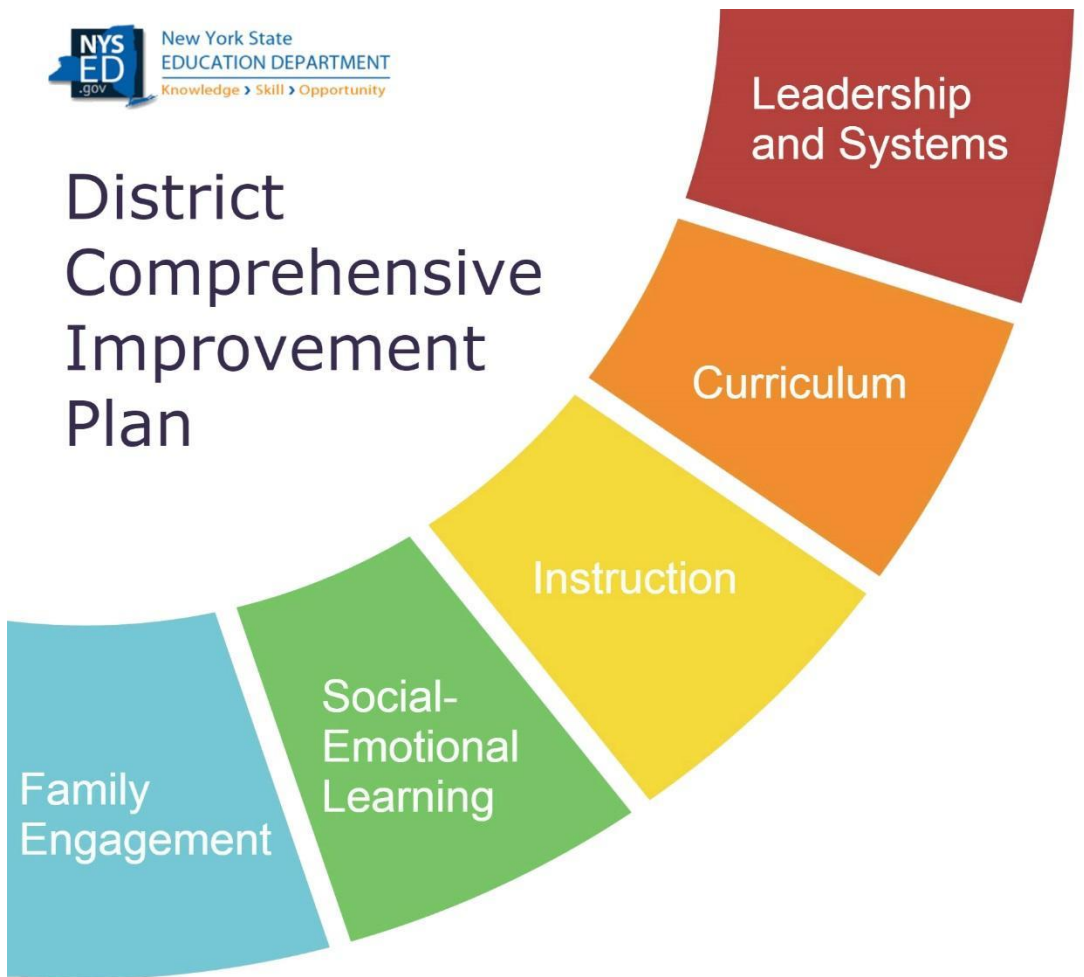 NYS
ED
.gov
New York State
EDUCATION DEPARTMENT
Knowledge > Skill > Opportunity
District
Comprehensive
Improvement
Plan
Leadership
and Systems
Curriculum
Instruction
Social-
Emotional
Learning
Family
Engagement